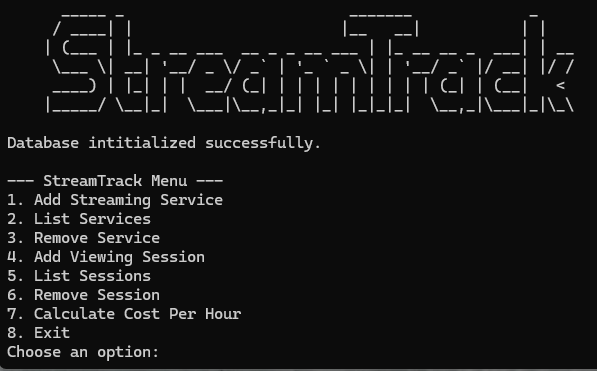 StreamTrack
Database intitialized successfully.
--- StreamTrack Menu ---
1. Add Streaming Service
2. List Services
3. Remove Service
4. Add Viewing Session
5. List Sessions
6. Remove Session
7. Calculate Cost Per Hour
8. Exit
Choose an option: